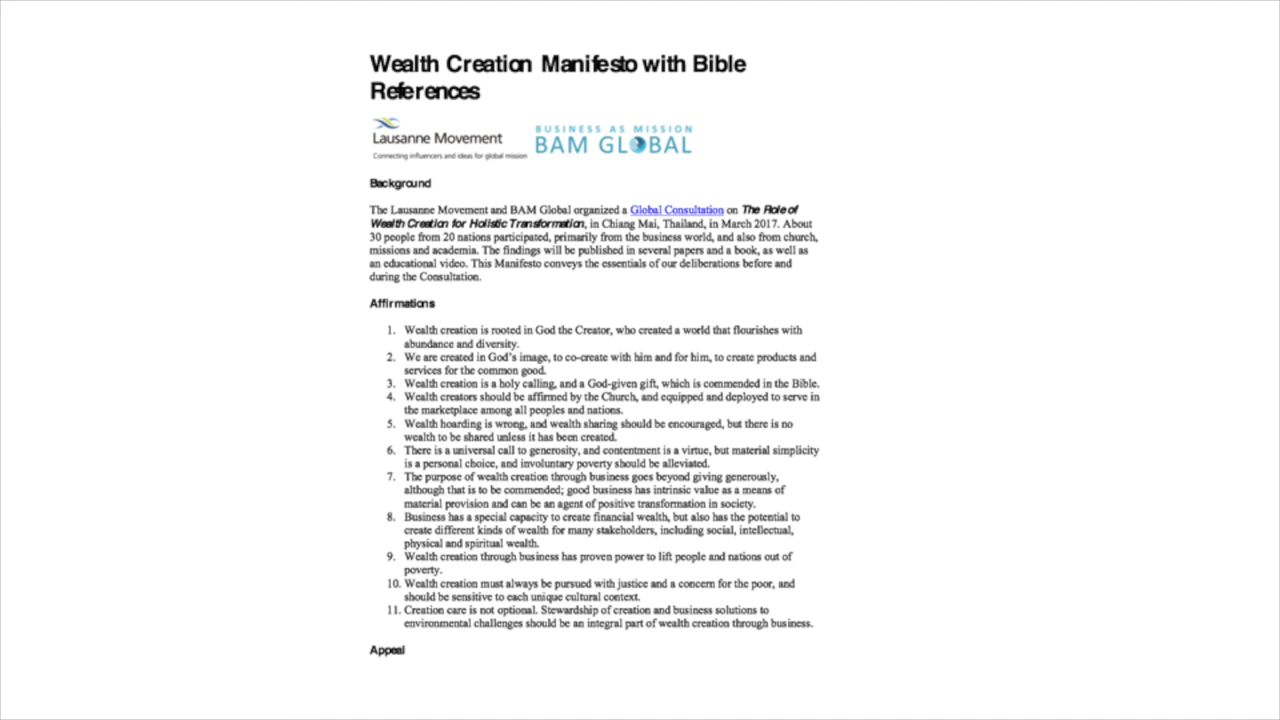 Wealth Creation Manifesto with Bible
References
Lausanne Movement
Connecting influencers and ideas for global mission
BUSINESS AS MISSION
BAM GLOBAL
Background
The Lausanne Movement and BAM Global organized a Global Consultation on The Role of
Wealth Creation for Holistic Transformation, in Chiang Mai, Thailand, in March 2017. About
30 people from 20 nations participated, primarily from the business world, and also from church,
missions and academia. The findings will be published in several papers and a book, as well as
an educational video. This Manifesto conveys the essentials of our deliberations before and
during the Consultation.
Affirmations
1. Wealth creation is rooted in God the Creator, who created a world that flourishes with
abundance and diversity.
2. We are created in God's image, to co-create with him and for him, to create products and
services for the common good.
3. Wealth creation is a holy calling, and a God-given gift, which is commended in the Bible.
4. Wealth creators should be affirmed by the Church, and equipped and deployed to serve in
the marketplace among all peoples and nations.
5. Wealth hoarding is wrong, and wealth sharing should be encouraged, but there is no
wealth to be shared unless it has been created.
6. There is a universal call to generosity, and contentment is a virtue, but material simplicity
is a personal choice, and involuntary poverty should be alleviated.
7. The purpose of wealth creation through business goes beyond giving generously,
although that is to be commended; good business has intrinsic value as a means of
material provision and can be an agent of positive transformation in society.
8. Business has a special capacity to create financial wealth, but also has the potential to
create different kinds of wealth for many stakeholders, including social, intellectual,
physical and spiritual wealth.
9. Wealth creation through business has proven power to lift people and nations out of
poverty.
10. Wealth creation must always be pursued with justice and a concern for the poor, and
should be sensitive to each unique cultural context.
11. Creation care is not optional. Stewardship of creation and business solutions to
environmental challenges should be an integral part of wealth creation through business.
Appeal